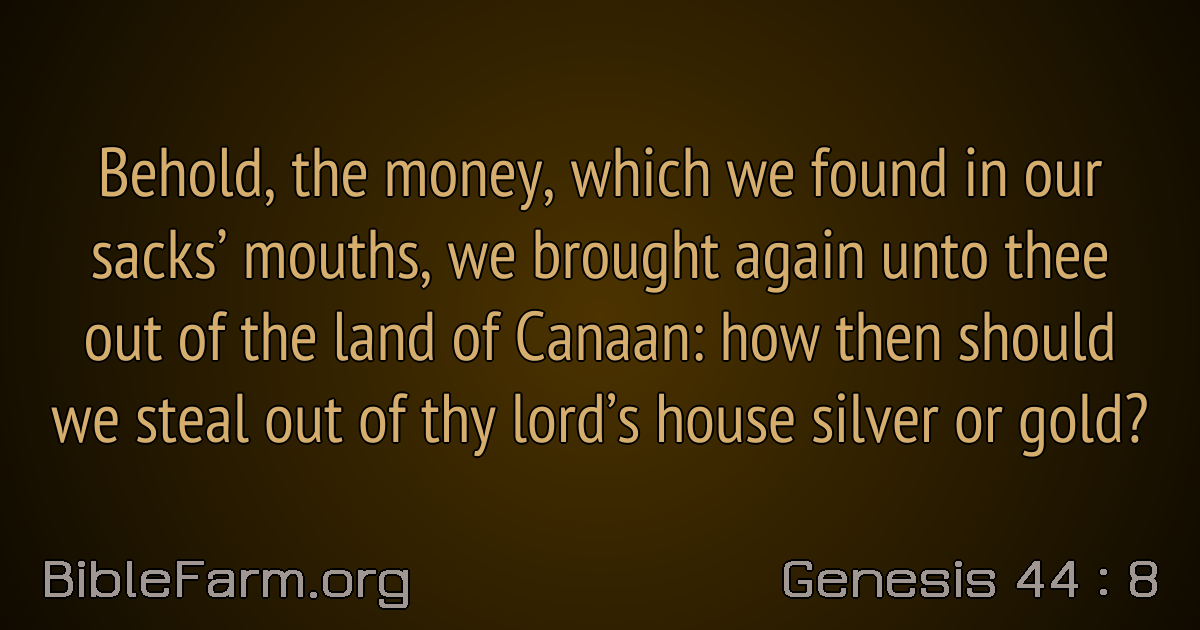 Behold, the money, which we found in our
sacks’ mouths, we brought again unto thee
out of the land of Canaan: how then should
we steal out of thy lord’s house silver or gold?
BibleFarm.org
Genesis 44 : 8